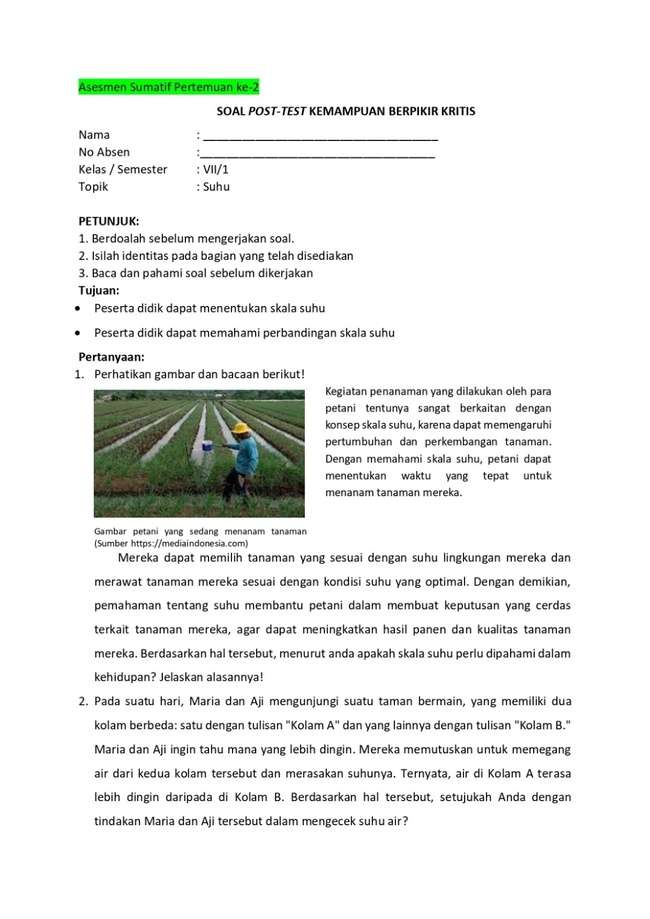 Asesmen Sumatif Pertemuan ke-2
SOAL POST-TEST KEMAMPUAN BERPIKIR KRITIS
Nama : ___________________________________
No Absen :___________________________________
Kelas / Semester : VII/1
Topik : Suhu
PETUNJUK:
1. Berdoalah sebelum mengerjakan soal.
2. Isilah identitas pada bagian yang telah disediakan
3. Baca dan pahami soal sebelum dikerjakan
Tujuan:
• Peserta didik dapat menentukan skala suhu
• Peserta didik dapat memahami perbandingan skala suhu
Pertanyaan:
1. Perhatikan gambar dan bacaan berikut!
Kegiatan penanaman yang dilakukan oleh para
petani tentunya sangat berkaitan dengan
konsep skala suhu, karena dapat memengaruhi
pertumbuhan dan perkembangan tanaman.
Dengan memahami skala suhu, petani dapat
menentukan waktu yang tepat untuk
menanam tanaman mereka.
Gambar petani yang sedang menanam tanaman
(Sumber https://mediaindonesia.com)
Mereka dapat memilih tanaman yang sesuai dengan suhu lingkungan mereka dan
merawat tanaman mereka sesuai dengan kondisi suhu yang optimal. Dengan demikian,
pemahaman tentang suhu membantu petani dalam membuat keputusan yang cerdas
terkait tanaman mereka, agar dapat meningkatkan hasil panen dan kualitas tanaman
mereka. Berdasarkan hal tersebut, menurut anda apakah skala suhu perlu dipahami dalam
kehidupan? Jelaskan alasannya!
2. Pada suatu hari, Maria dan Aji mengunjungi suatu taman bermain, yang memiliki dua
kolam berbeda: satu dengan tulisan "Kolam A" dan yang lainnya dengan tulisan "Kolam B."
Maria dan Aji ingin tahu mana yang lebih dingin. Mereka memutuskan untuk memegang
air dari kedua kolam tersebut dan merasakan suhunya. Ternyata, air di Kolam A terasa
lebih dingin daripada di Kolam B. Berdasarkan hal tersebut, setujukah Anda dengan
tindakan Maria dan Aji tersebut dalam mengecek suhu air?